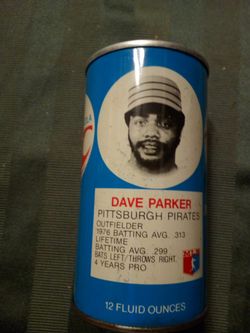 DAVE PARKER
PITTSBURGH PIRATES
OUTFIELDER
1976 BATTING AVG. .313
LIFETIME
BATTING AVG. .299
BATS LEFT/THROWS RIGHT
4 YEARS PRO
12 FLUID OUNCES